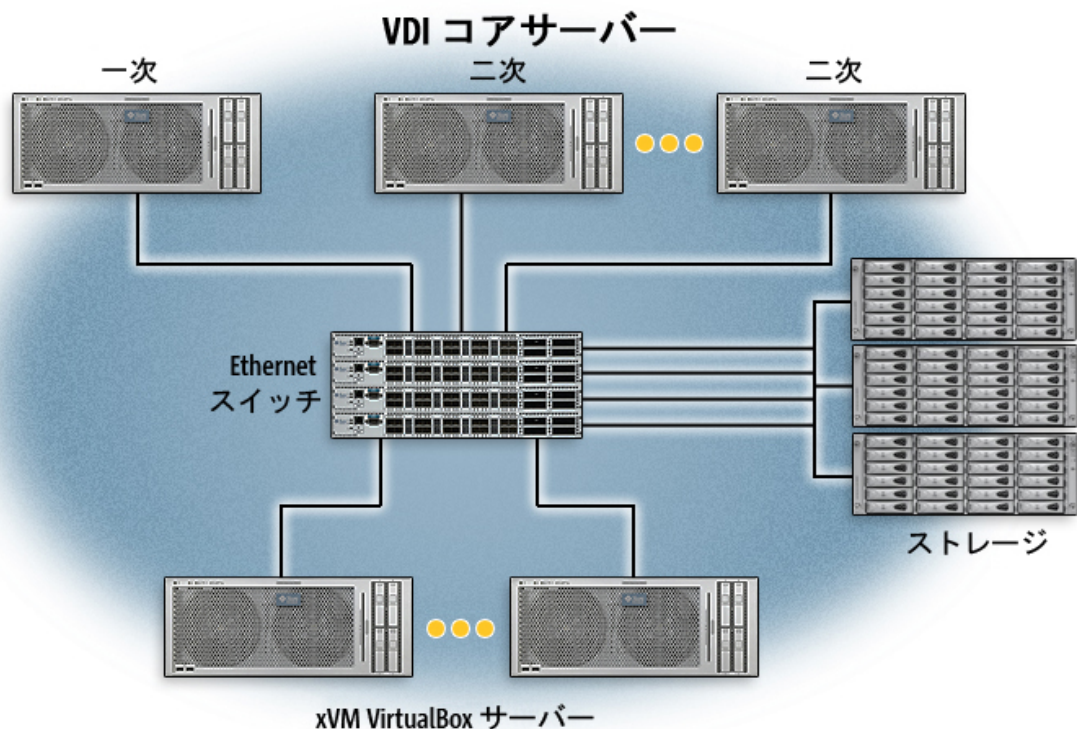 VDI コアサーバー
一次
二次
二次
Ethernet
スイッチ
ストレージ
xVM VirtualBox サーバー